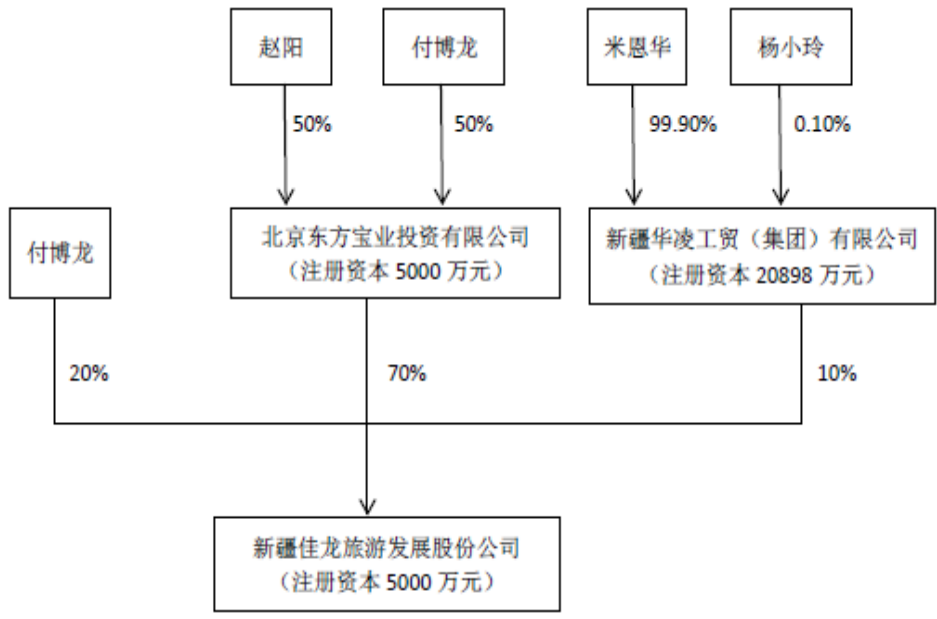 赵阳
付博龙
米恩华
杨小玲
50%
50%
99.90%
0.10%
付博龙
北京东方宝业投资有限公司
（注册资本 5000 万元）
新疆华凌工贸（集团）有限公司
（注册资本 20898 万元）
20%
70%
10%
新疆佳龙旅游发展股份公司
（注册资本 5000 万元）